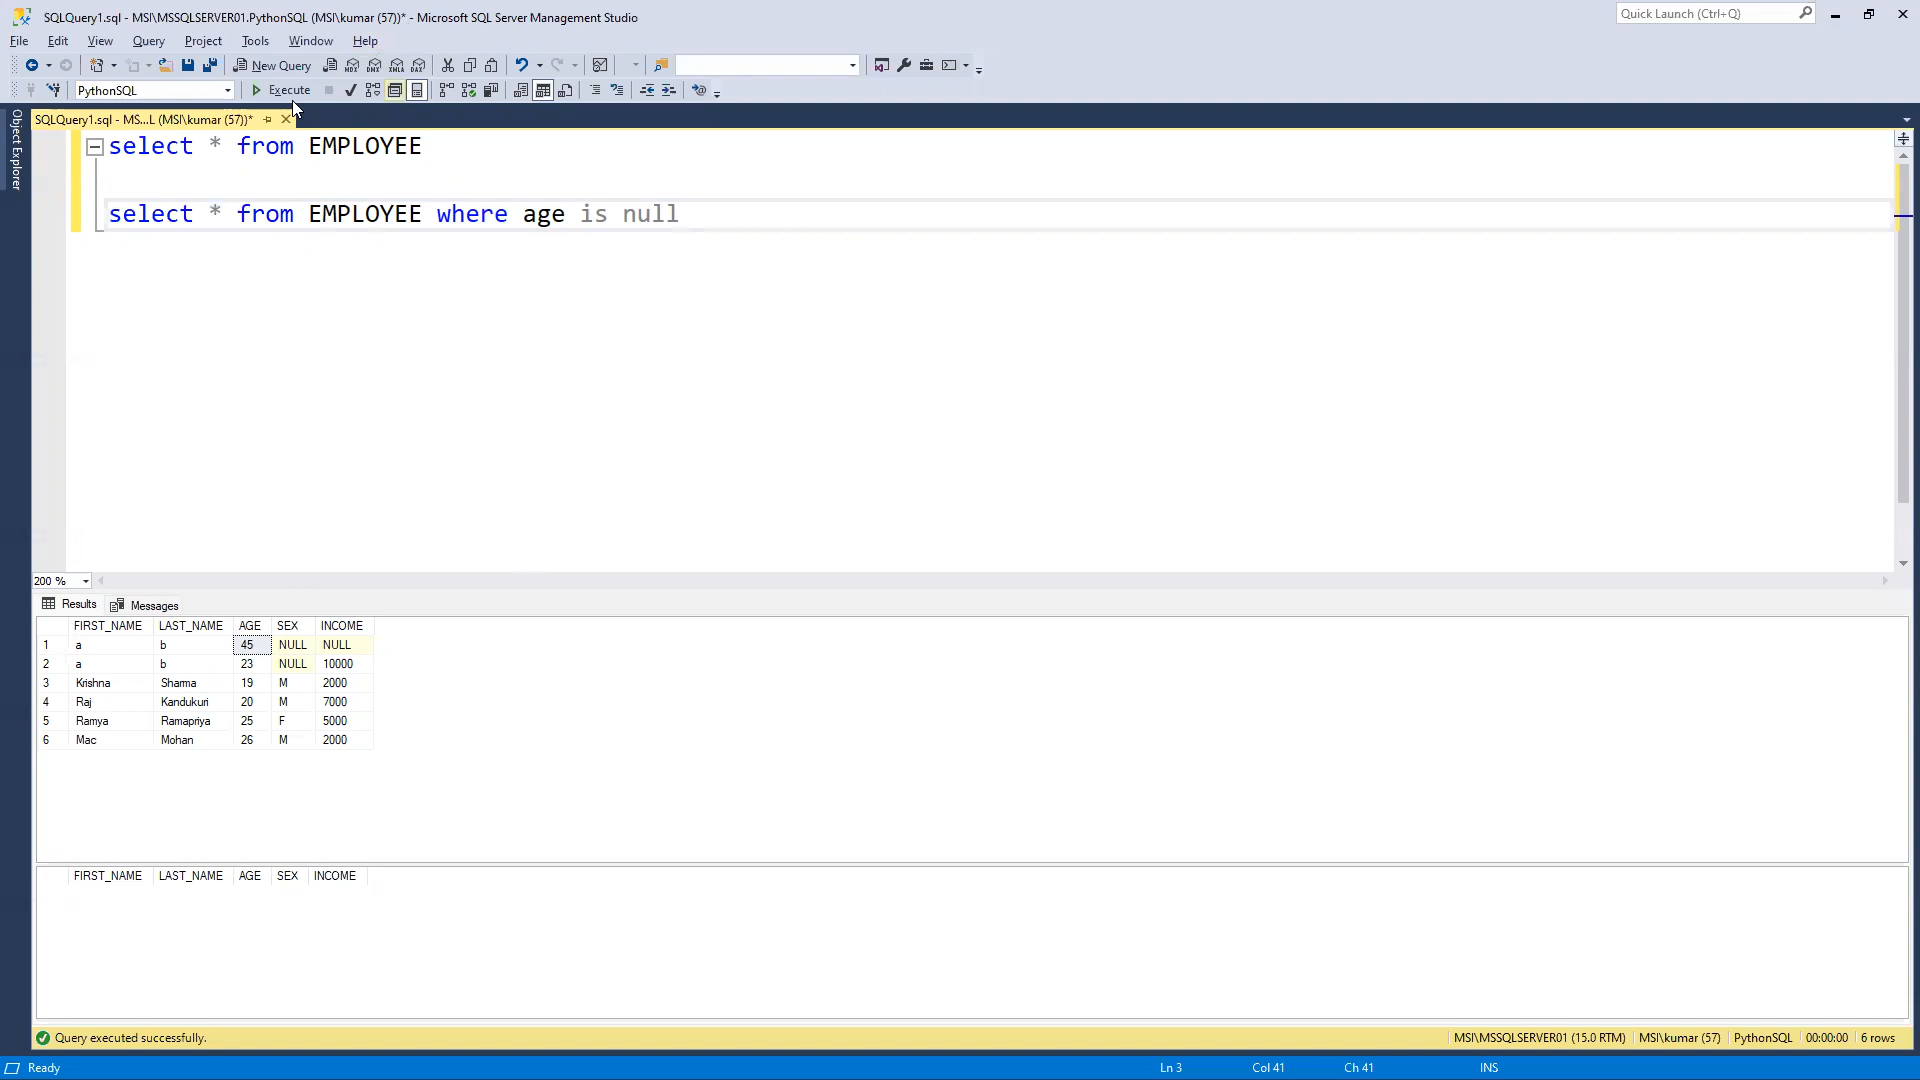 SQLQuery1.sql - MSI\MSSQLSERVER01.PythonSQL (MSI\kumar (57))* - Microsoft SQL Server Management Studio
Quick Launch (Ctrl+Q)
File Edit View Query Project Tools Window Help
New Query
PythonSQL Execute
Object Explorer
SQLQuery1.sql - MS...L (MSI\kumar (57))*
select * from EMPLOYEE
select * from EMPLOYEE where age is null
200 %
Results Messages
FIRST_NAME LAST_NAME AGE SEX INCOME
1 a b 45 NULL NULL
2 a b 23 NULL 10000
3 Krishna Sharma 19 M 2000
4 Raj Kandukuri 20 M 7000
5 Ramya Ramapriya 25 F 5000
6 Mac Mohan 26 M 2000
FIRST_NAME LAST_NAME AGE SEX INCOME
Query executed successfully. MSI\MSSQLSERVER01 (15.0 RTM) MSI\kumar (57) PythonSQL 00:00:00 6 rows
Ready Ln 3 Col 41 Ch 41 INS